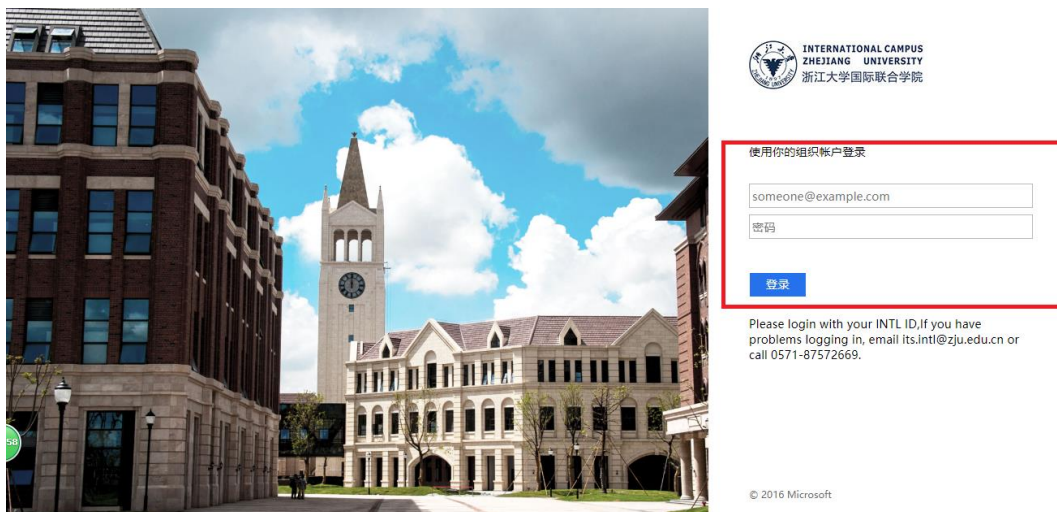 INTERNATIONAL CAMPUS
ZHEJIANG UNIVERSITY
浙江大学国际联合学院
使用你的组织帐户登录
someone@example.com
密码
登录
Please login with your INTL ID,If you have
problems logging in, email its.intl@zju.edu.cn or
call 0571-87572669.
58
© 2016 Microsoft